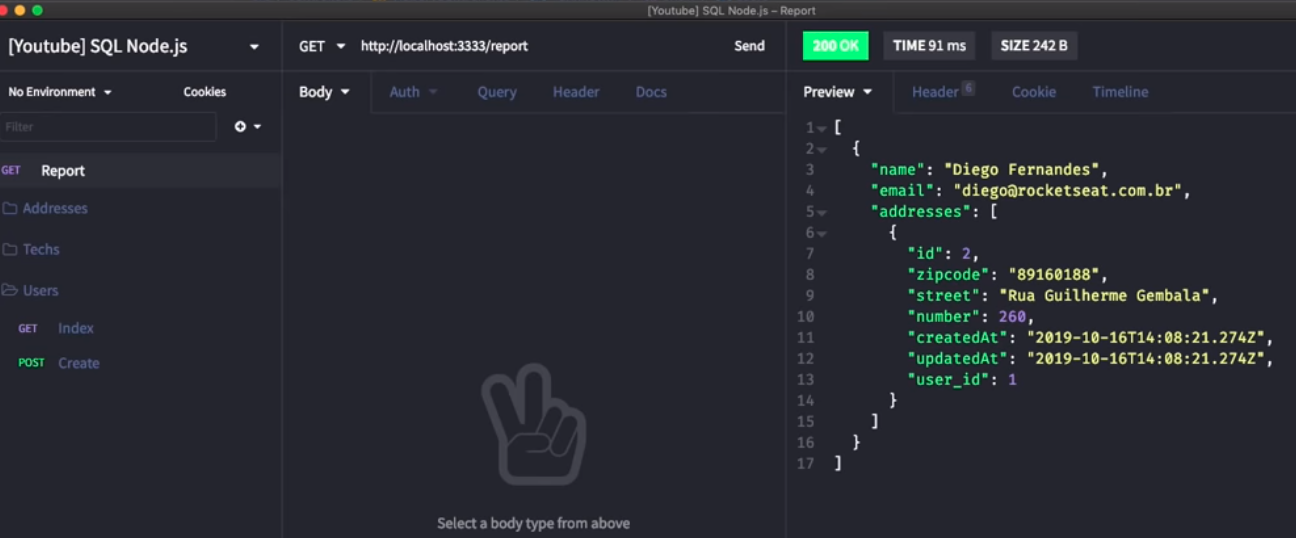 [Youtube] SQL Node.js – Report
[Youtube] SQL Node.js
No Environment
Cookies
Filter
GET Report
Addresses
Techs
Users
GET Index
POST Create
GET http://localhost:3333/report Send
Body Auth Query Header Docs
Select a body type from above
200 OK TIME 91 ms SIZE 242 B
Preview Header 6 Cookie Timeline
1 [
2 {
3 "name": "Diego Fernandes",
4 "email": "diego@rocketseat.com.br",
5 "addresses": [
6 {
7 "id": 2,
8 "zipcode": "89160188",
9 "street": "Rua Guilherme Gembala",
10 "number": 260,
11 "createdAt": "2019-10-16T14:08:21.274Z",
12 "updatedAt": "2019-10-16T14:08:21.274Z",
13 "user_id": 1
14 }
15 ]
16 }
17 ]